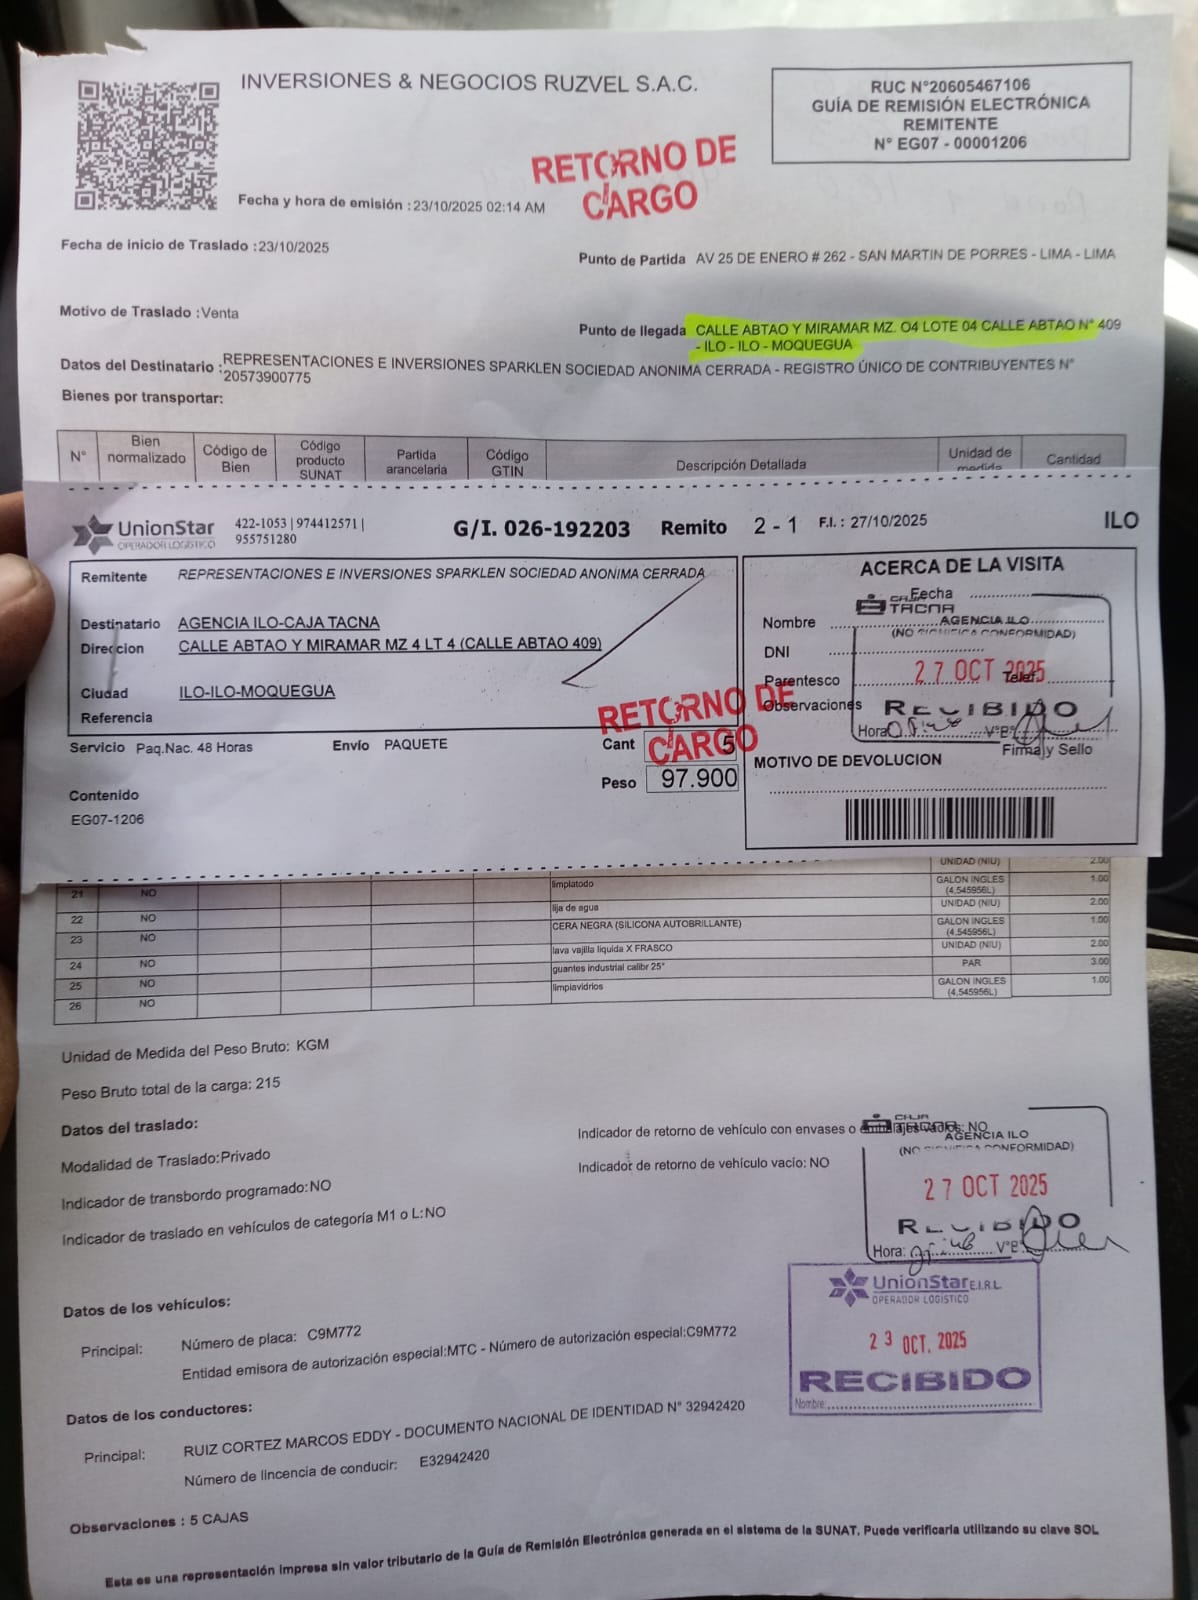 INVERSIONES & NEGOCIOS RUZVEL S.A.C.
RUC N°20605467106
GUÍA DE REMISIÓN ELECTRÓNICA
REMITENTE
N° EG07 - 00001206
RETORNO DE
CARGO
Fecha y hora de emisión :23/10/2025 02:14 AM
Fecha de inicio de Traslado :23/10/2025
Punto de Partida AV 25 DE ENERO # 262 - SAN MARTIN DE PORRES - LIMA - LIMA
Motivo de Traslado :Venta
Punto de llegada CALLE ABTAO Y MIRAMAR MZ. O4 LOTE 04 CALLE ABTAO N° 409
- ILO - ILO - MOQUEGUA
Datos del Destinatario :REPRESENTACIONES E INVERSIONES SPARKLEN SOCIEDAD ANONIMA CERRADA - REGISTRO ÚNICO DE CONTRIBUYENTES N°
20573900775
Bienes por transportar:
N° Bien normalizado Código de Bien Código producto SUNAT Partida arancelaria Código GTIN Descripción Detallada Unidad de medida Cantidad
UnionStar
OPERADOR LOGISTICO
422-1053 | 974412571 |
955751280
G/I. 026-192203 Remito 2 - 1 F.I.: 27/10/2025 ILO
Remitente REPRESENTACIONES E INVERSIONES SPARKLEN SOCIEDAD ANONIMA CERRADA
Destinatario AGENCIA ILO-CAJA TACNA
Direccion CALLE ABTAO Y MIRAMAR MZ 4 LT 4 (CALLE ABTAO 409)
Ciudad ILO-ILO-MOQUEGUA
Referencia
Servicio Paq.Nac. 48 Horas Envío PAQUETE Cant 5
Peso 97.900
RETORNO DE
CARGO
Contenido
EG07-1206
ACERCA DE LA VISITA
Fecha
Nombre
DNI
Parentesco Telef.
Observaciones
Firma y Sello
MOTIVO DE DEVOLUCION
CAJA
TACNA
AGENCIA ILO
(NO SIGNIFICA CONFORMIDAD)
27 OCT 2025
RECIBIDO
Hora V°B°
UNIDAD (NIU) 2.00
21 NO limpiatodo GALON INGLES (4,545956L) 1.00
22 NO lija de agua UNIDAD (NIU) 2.00
23 NO CERA NEGRA (SILICONA AUTOBRILLANTE) GALON INGLES (4,545956L) 1.00
24 NO lava vajilla liquida X FRASCO UNIDAD (NIU) 2.00
25 NO guantes industrial calibr 25" PAR 3.00
26 NO limpiavidrios GALON INGLES (4,545956L) 1.00
Unidad de Medida del Peso Bruto: KGM
Peso Bruto total de la carga: 215
Datos del traslado:
Modalidad de Traslado:Privado
Indicador de transbordo programado:NO
Indicador de traslado en vehículos de categoría M1 o L:NO
Indicador de retorno de vehículo con envases o embalajes vacíos: NO
Indicador de retorno de vehículo vacío: NO
CAJA
TACNA
AGENCIA ILO
(NO SIGNIFICA CONFORMIDAD)
27 OCT 2025
RECIBIDO
Hora: V°B°
UnionStar E.I.R.L.
OPERADOR LOGÍSTICO
23 OCT. 2025
RECIBIDO
Nombre:
Datos de los vehículos:
Principal: Número de placa: C9M772
Entidad emisora de autorización especial:MTC - Número de autorización especial:C9M772
Datos de los conductores:
Principal: RUIZ CORTEZ MARCOS EDDY - DOCUMENTO NACIONAL DE IDENTIDAD N° 32942420
Número de lincencia de conducir: E32942420
Observaciones : 5 CAJAS
Esta es una representación impresa sin valor tributario de la Guía de Remisión Electrónica generada en el sistema de la SUNAT. Puede verificarla utilizando su clave SOL